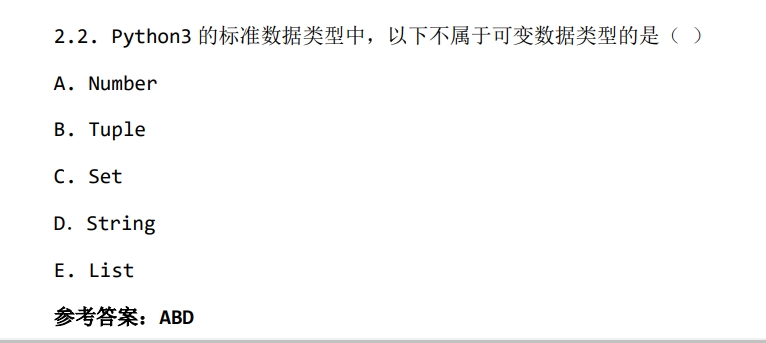 2.2. Python3 的标准数据类型中，以下不属于可变数据类型的是（ ）
A. Number
B. Tuple
C. Set
D. String
E. List
参考答案：ABD